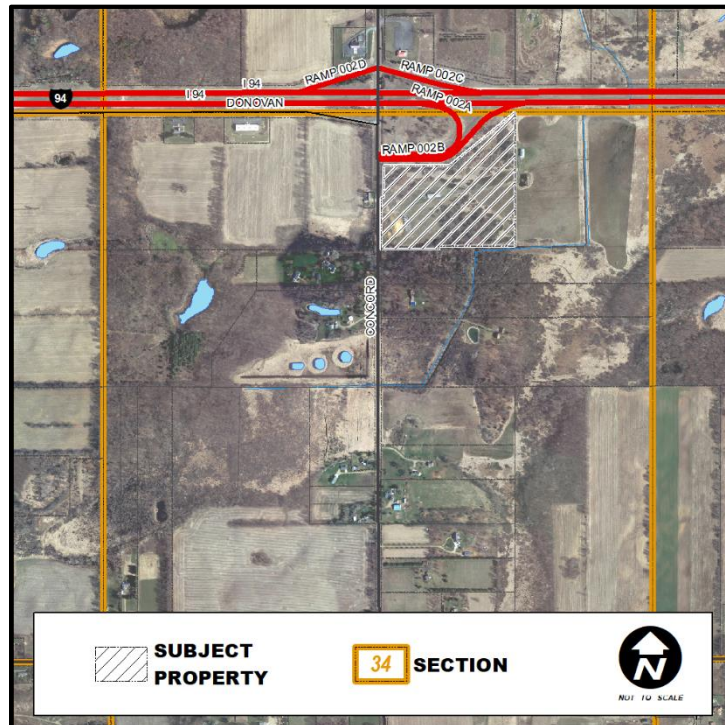 RAMP 002D
RAMP 002C
I 94
94
RAMP 002A
DONOVAN
RAMP 002B
CONCORD
SUBJECT
PROPERTY
34
SECTION
N
NOT TO SCALE